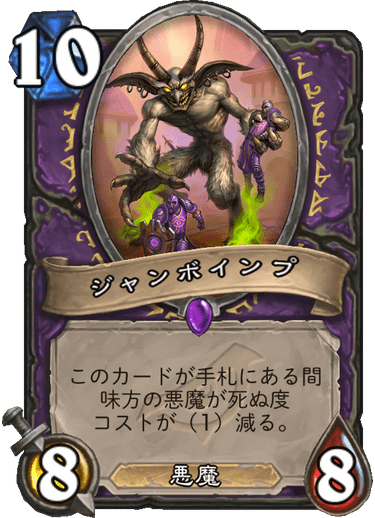 10
ジャンボインプ
このカードが手札にある間
味方の悪魔が死ぬ度
コストが（1）減る。
8
悪魔
8